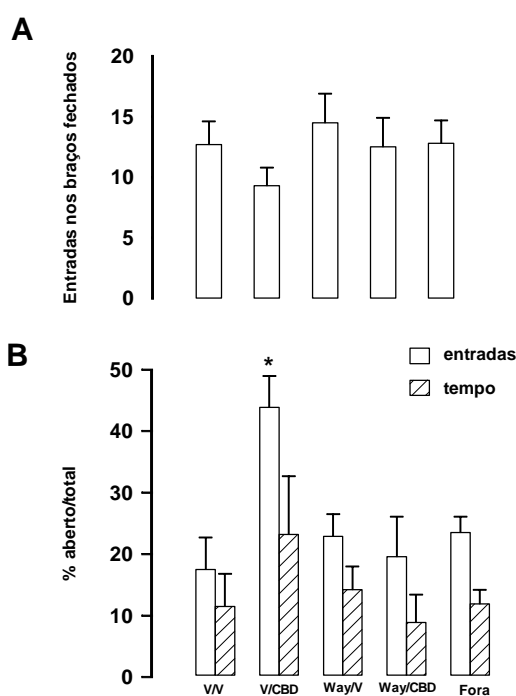 A
Entradas nos braços fechados
20
15
10
5
0
B
entradas
tempo
% aberto/total
50
40
30
20
10
0
*
V/V V/CBD Way/V Way/CBD Fora